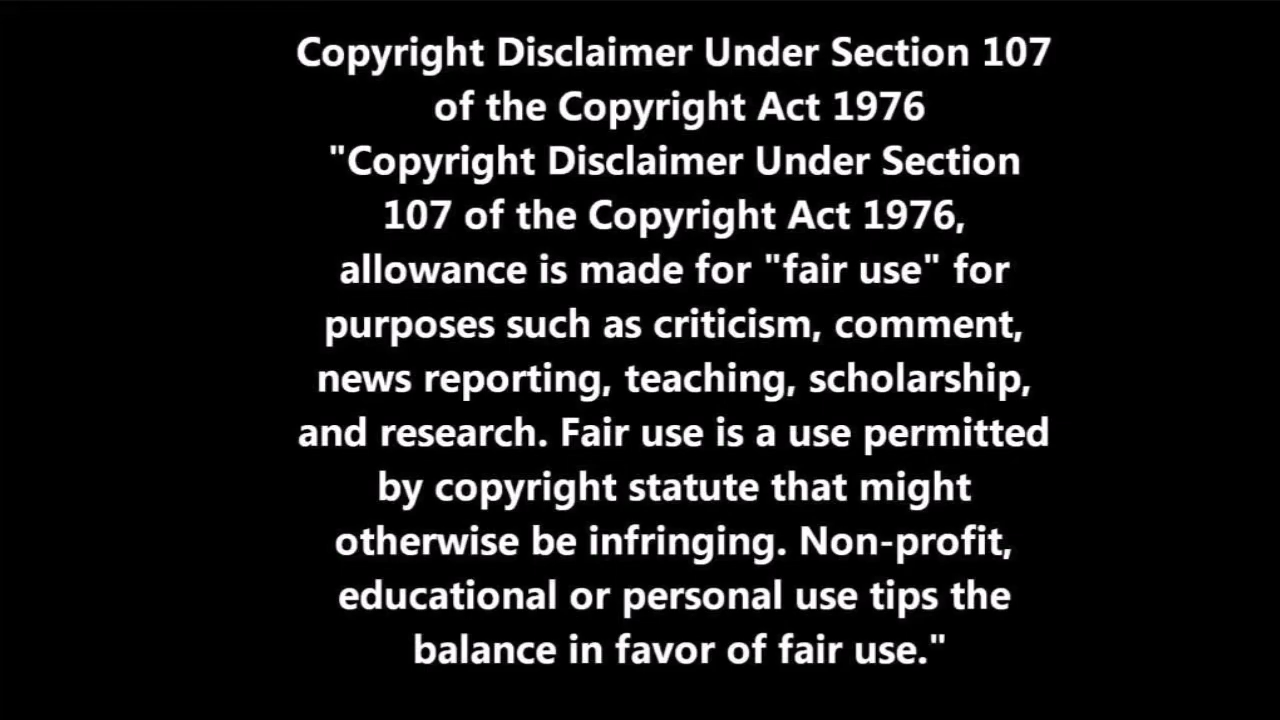 Copyright Disclaimer Under Section 107
of the Copyright Act 1976
"Copyright Disclaimer Under Section
107 of the Copyright Act 1976,
allowance is made for "fair use" for
purposes such as criticism, comment,
news reporting, teaching, scholarship,
and research. Fair use is a use permitted
by copyright statute that might
otherwise be infringing. Non-profit,
educational or personal use tips the
balance in favor of fair use."